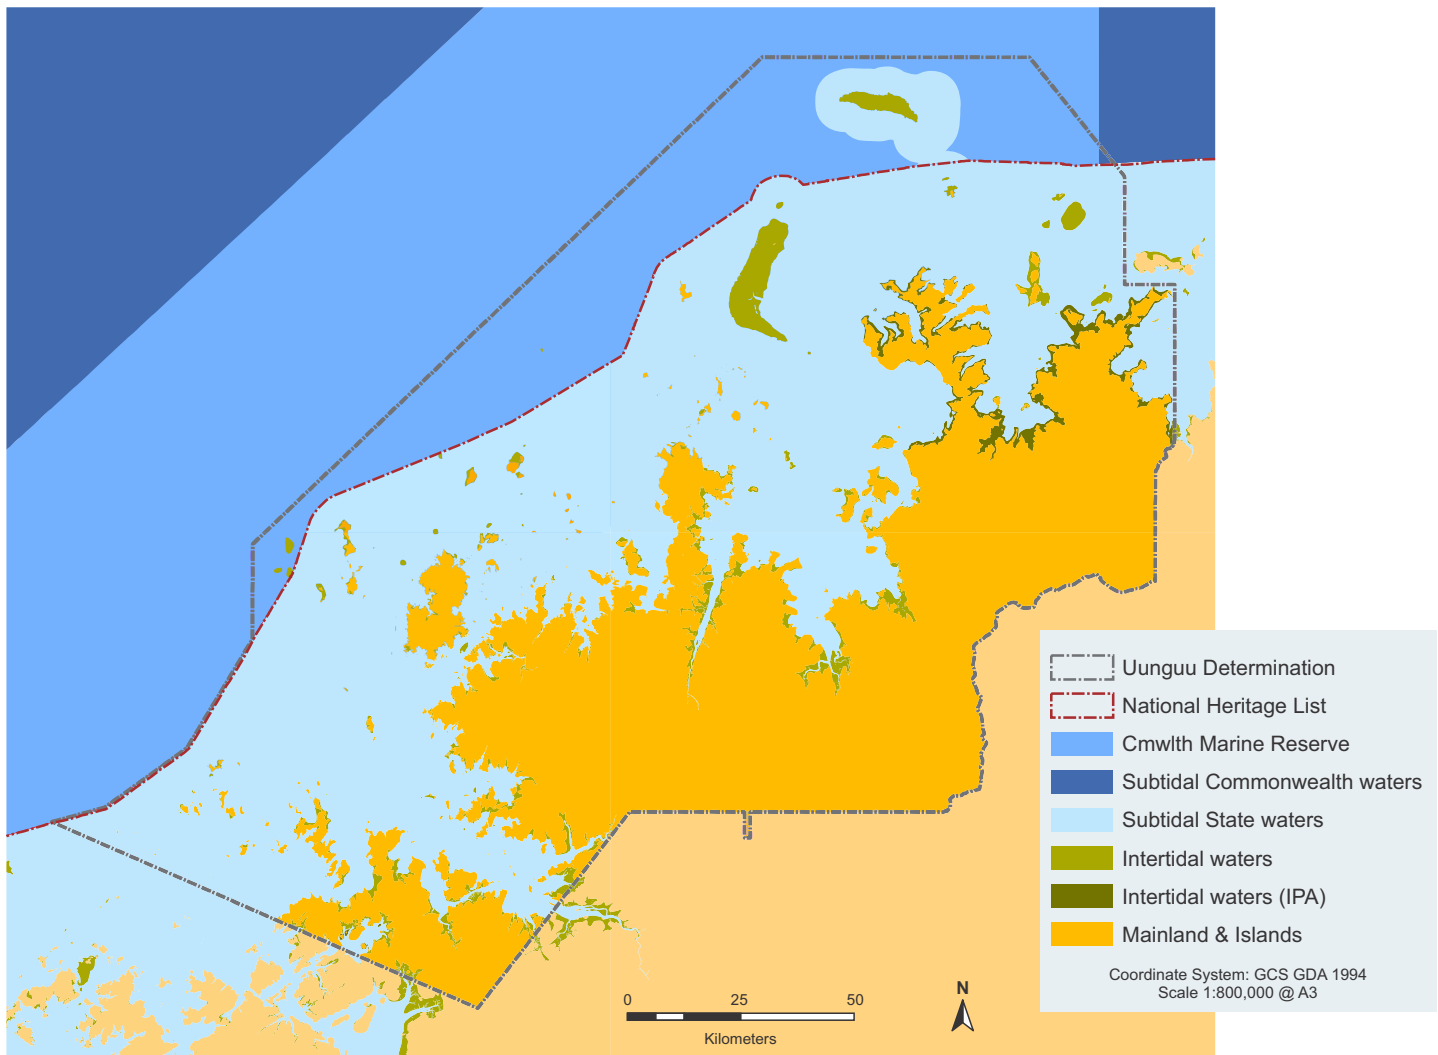 Uunguu Determination
National Heritage List
Cmwlth Marine Reserve
Subtidal Commonwealth waters
Subtidal State waters
Intertidal waters
Intertidal waters (IPA)
Mainland & Islands
Coordinate System: GCS GDA 1994
Scale 1:800,000 @ A3
N
0 25 50
Kilometers